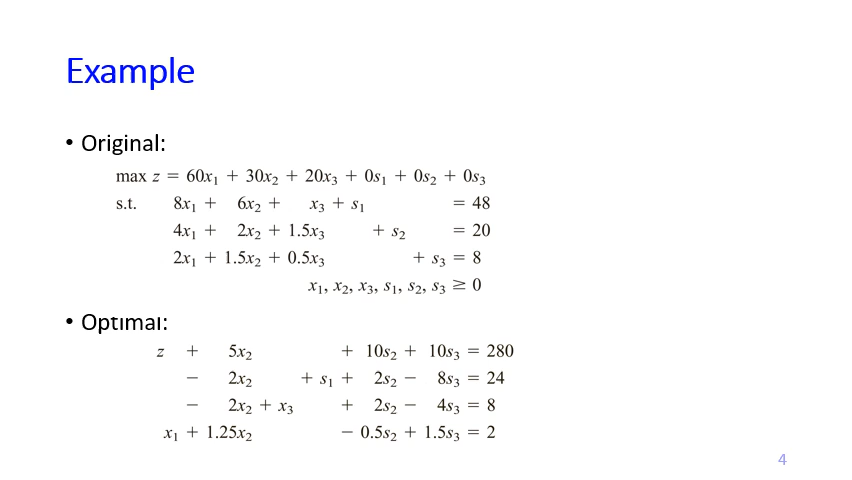 Example
• Original:
max z = 60x₁ + 30x₂ + 20x₃ + 0s₁ + 0s₂ + 0s₃
s.t. 8x₁ + 6x₂ + x₃ + s₁ = 48
4x₁ + 2x₂ + 1.5x₃ + s₂ = 20
2x₁ + 1.5x₂ + 0.5x₃ + s₃ = 8
x₁, x₂, x₃, s₁, s₂, s₃ ≥ 0
• Optimal:
z + 5x₂ + 10s₂ + 10s₃ = 280
− 2x₂ + s₁ + 2s₂ − 8s₃ = 24
− 2x₂ + x₃ + 2s₂ − 4s₃ = 8
x₁ + 1.25x₂ − 0.5s₂ + 1.5s₃ = 2
4